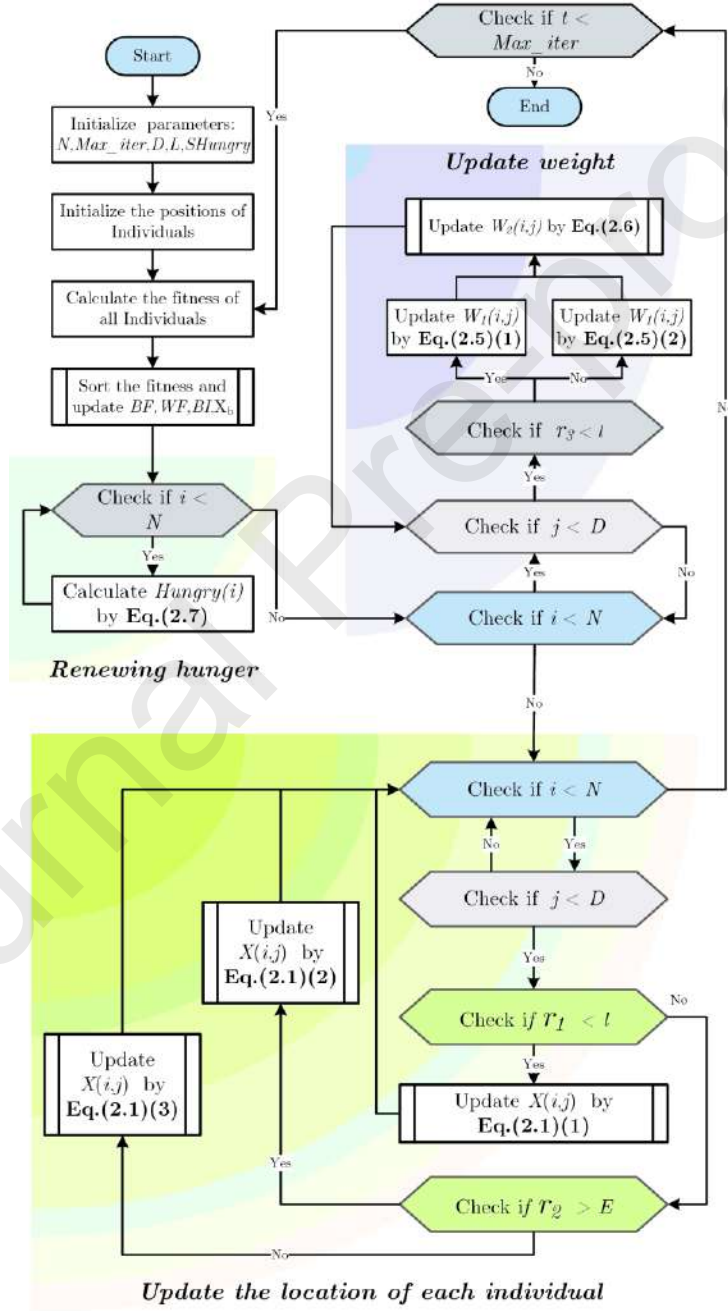 Start
Initialize parameters:
N,Max_iter,D,L,SHungry
Initialize the positions of
Individuals
Calculate the fitness of
all Individuals
Sort the fitness and
update BF,WF,BI,X_b
Check if i <
N
Yes
Calculate Hungry(i)
by Eq.(2.7)
No
Renewing hunger
Check if t <
Max_iter
No
End
Yes
Update weight
Update W_2(i,j) by Eq.(2.6)
Update W_1(i,j)
by Eq.(2.5)(1)
Update W_1(i,j)
by Eq.(2.5)(2)
Yes
No
Check if r_3 < l
Yes
Check if j < D
Yes
No
Check if i < N
No
Check if i < N
No
Yes
Check if j < D
Yes
Check if r_1 < l
No
Yes
Update X(i,j) by
Eq.(2.1)(1)
Check if r_2 > E
Yes
Update
X(i,j) by
Eq.(2.1)(2)
No
Update
X(i,j) by
Eq.(2.1)(3)
Update the location of each individual
urnal Pre-pro